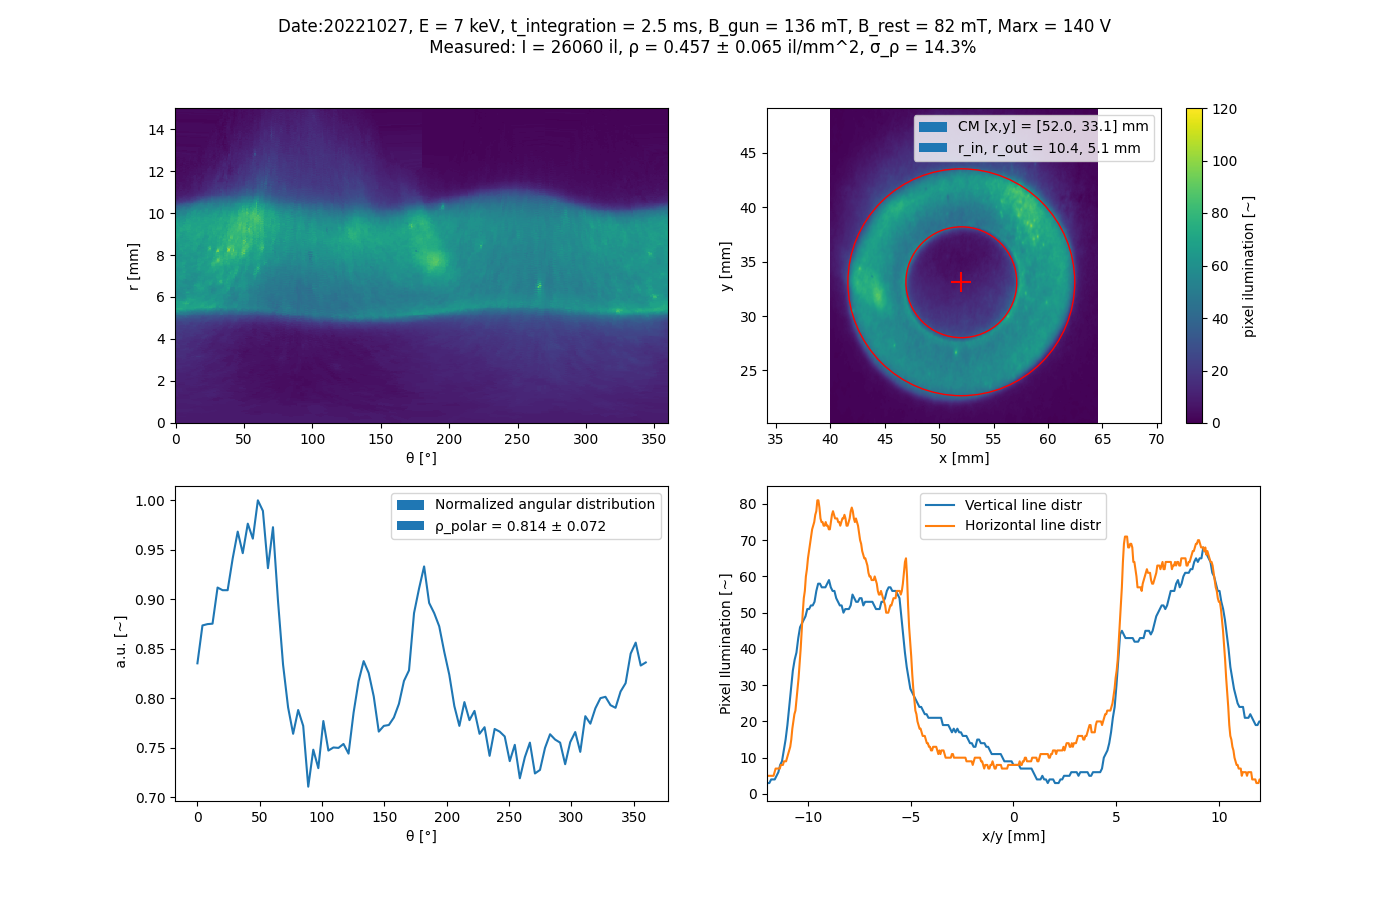 Date:20221027, E = 7 keV, t_integration = 2.5 ms, B_gun = 136 mT, B_rest = 82 mT, Marx = 140 V
Measured: I = 26060 il, ρ = 0.457 ± 0.065 il/mm^2, σ_ρ = 14.3%
14
12
10
8
6
4
2
0
r [mm]
0 50 100 150 200 250 300 350
θ [°]
CM [x,y] = [52.0, 33.1] mm
r_in, r_out = 10.4, 5.1 mm
45
40
35
30
25
y [mm]
35 40 45 50 55 60 65 70
x [mm]
120
100
80
60
40
20
0
pixel ilumination [~]
Normalized angular distribution
ρ_polar = 0.814 ± 0.072
1.00
0.95
0.90
0.85
0.80
0.75
0.70
a.u. [~]
0 50 100 150 200 250 300 350
θ [°]
Vertical line distr
Horizontal line distr
80
70
60
50
40
30
20
10
0
Pixel Ilumination [~]
−10 −5 0 5 10
x/y [mm]